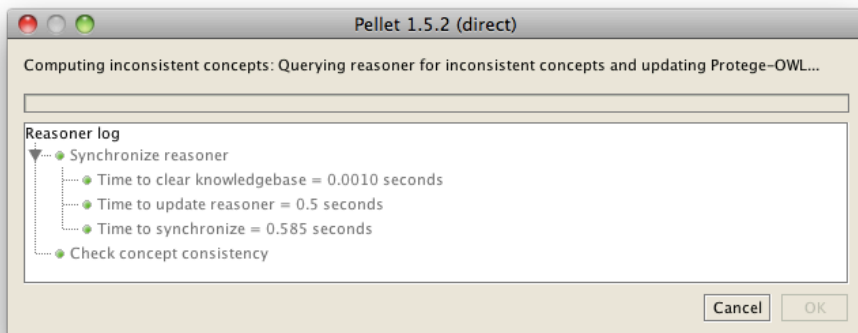 Pellet 1.5.2 (direct)
Computing inconsistent concepts: Querying reasoner for inconsistent concepts and updating Protege-OWL...
Reasoner log
Synchronize reasoner
Time to clear knowledgebase = 0.0010 seconds
Time to update reasoner = 0.5 seconds
Time to synchronize = 0.585 seconds
Check concept consistency
Cancel OK